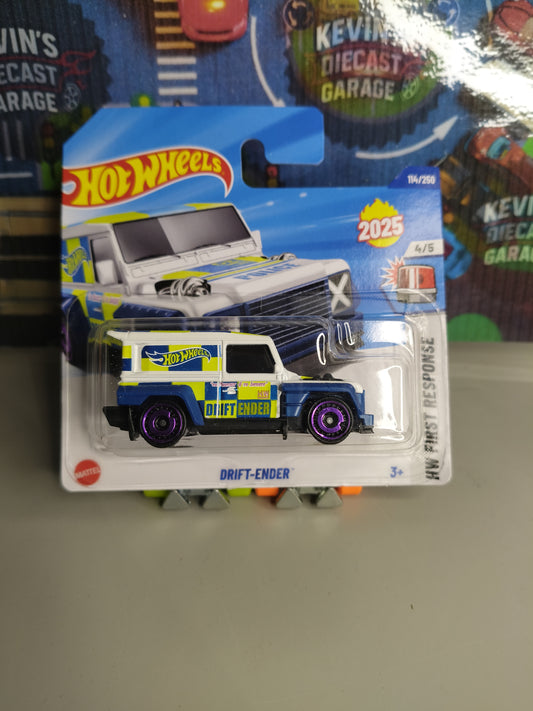 KEVIN'S
DIECAST
GARAGE
KEVIN'S
DIECAST
GARAGE
KEVIN'S
DIECAST
GARAGE
HOT WHEELS
114/250
2025
4/5
HW FIRST RESPONSE
HOT WHEELS
DRIFT ENDER
MATTEL
DRIFT-ENDER™
3+